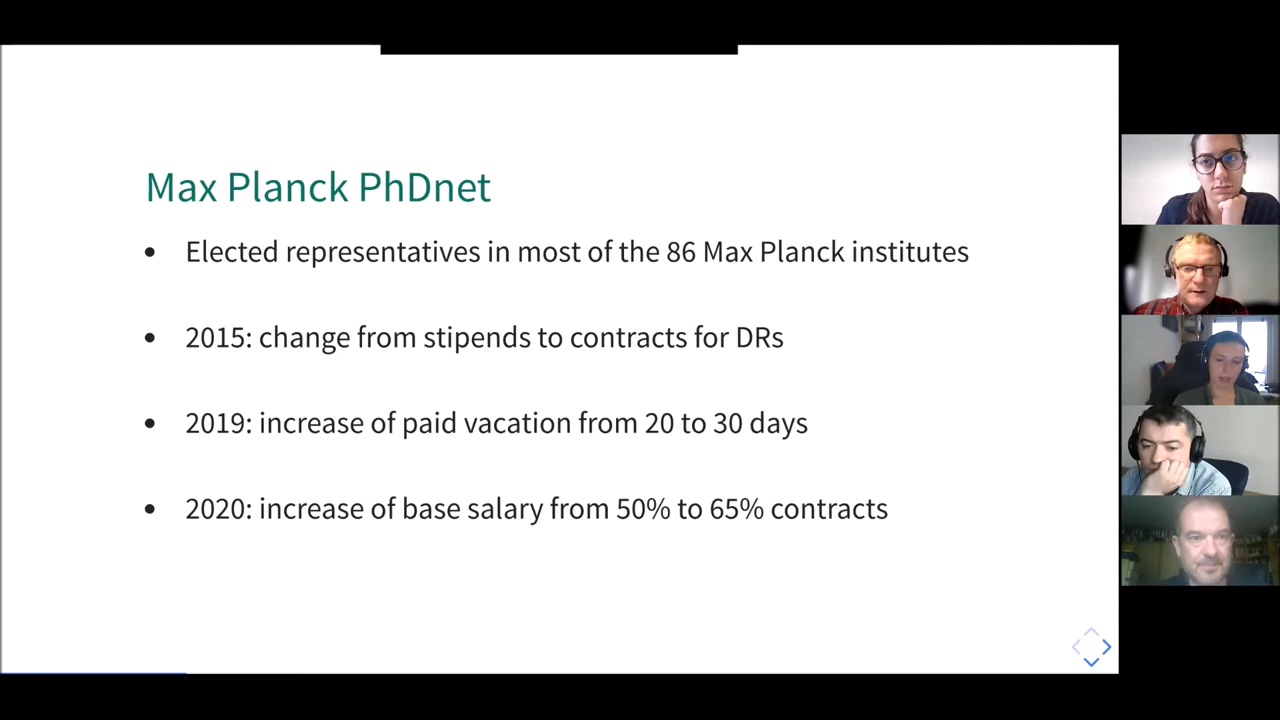 Max Planck PhDnet
• Elected representatives in most of the 86 Max Planck institutes
• 2015: change from stipends to contracts for DRs
• 2019: increase of paid vacation from 20 to 30 days
• 2020: increase of base salary from 50% to 65% contracts